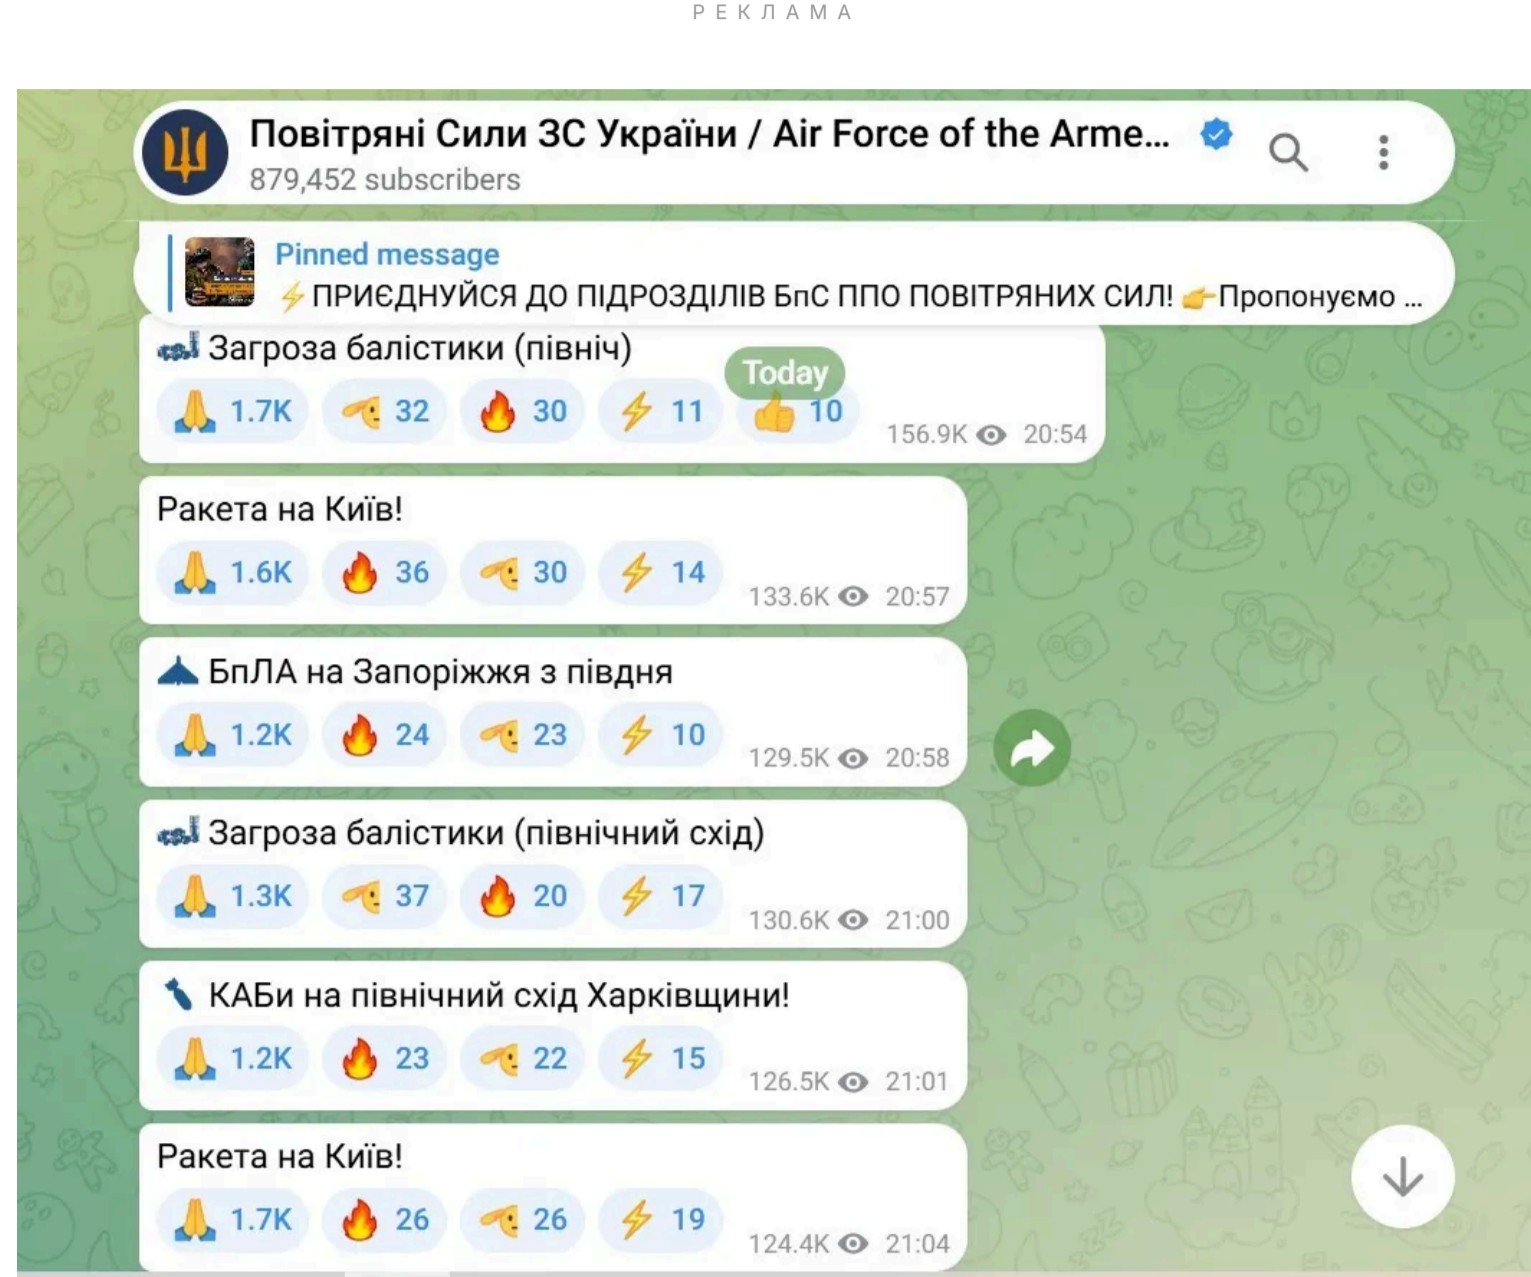 РЕКЛАМА
Повітряні Сили ЗС України / Air Force of the Arme...
879,452 subscribers
Pinned message
⚡ПРИЄДНУЙСЯ ДО ПІДРОЗДІЛІВ БпС ППО ПОВІТРЯНИХ СИЛ! 👉Пропонуємо ...
Загроза балістики (північ)
Today
🙏 1.7K 🫡 32 🔥 30 ⚡ 11 👍 10
156.9K 20:54
Ракета на Київ!
🙏 1.6K 🔥 36 🫡 30 ⚡ 14
133.6K 20:57
БпЛА на Запоріжжя з півдня
🙏 1.2K 🔥 24 🫡 23 ⚡ 10
129.5K 20:58
Загроза балістики (північний схід)
🙏 1.3K 🫡 37 🔥 20 ⚡ 17
130.6K 21:00
КАБи на північний схід Харківщини!
🙏 1.2K 🔥 23 🫡 22 ⚡ 15
126.5K 21:01
Ракета на Київ!
🙏 1.7K 🔥 26 🫡 26 ⚡ 19
124.4K 21:04